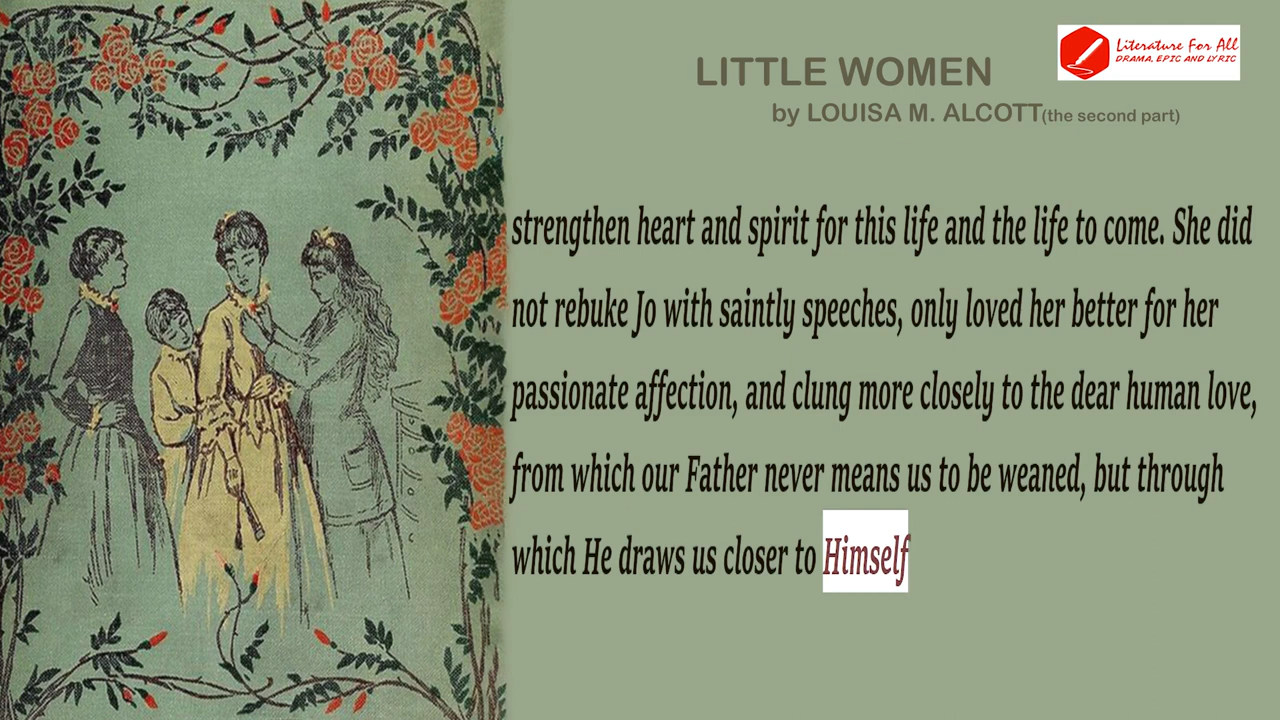 LITTLE WOMEN
by LOUISA M. ALCOTT(the second part)
Literature For All
DRAMA, EPIC AND LYRIC
strengthen heart and spirit for this life and the life to come. She did
not rebuke Jo with saintly speeches, only loved her better for her
passionate affection, and clung more closely to the dear human love,
from which our Father never means us to be weaned, but through
which He draws us closer to Himself